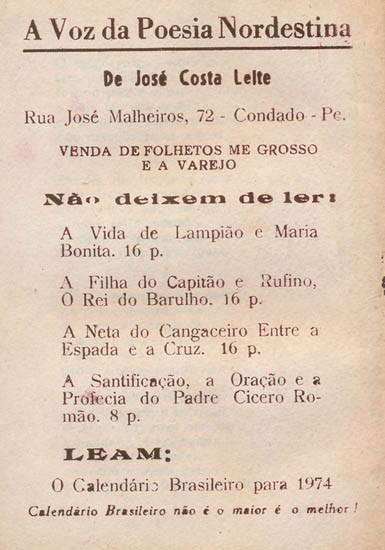 A Voz da Poesia Nordestina
De José Costa Leite
Rua José Malheiros, 72 - Condado - Pe.
VENDA DE FOLHETOS ME GROSSO
E A VAREJO
Não deixem de ler:
A Vida de Lampião e Maria
Bonita. 16 p.
A Filha do Capitão e Rufino,
O Rei do Barulho. 16 p.
A Neta do Cangaceiro Entre a
Espada e a Cruz. 16 p.
A Santificação, a Oração e a
Profecia do Padre Cicero Ro-
mão. 8 p.
LEAM:
O Calendário Brasileiro para 1974
Calendário Brasileiro não é o maior é o melhor!